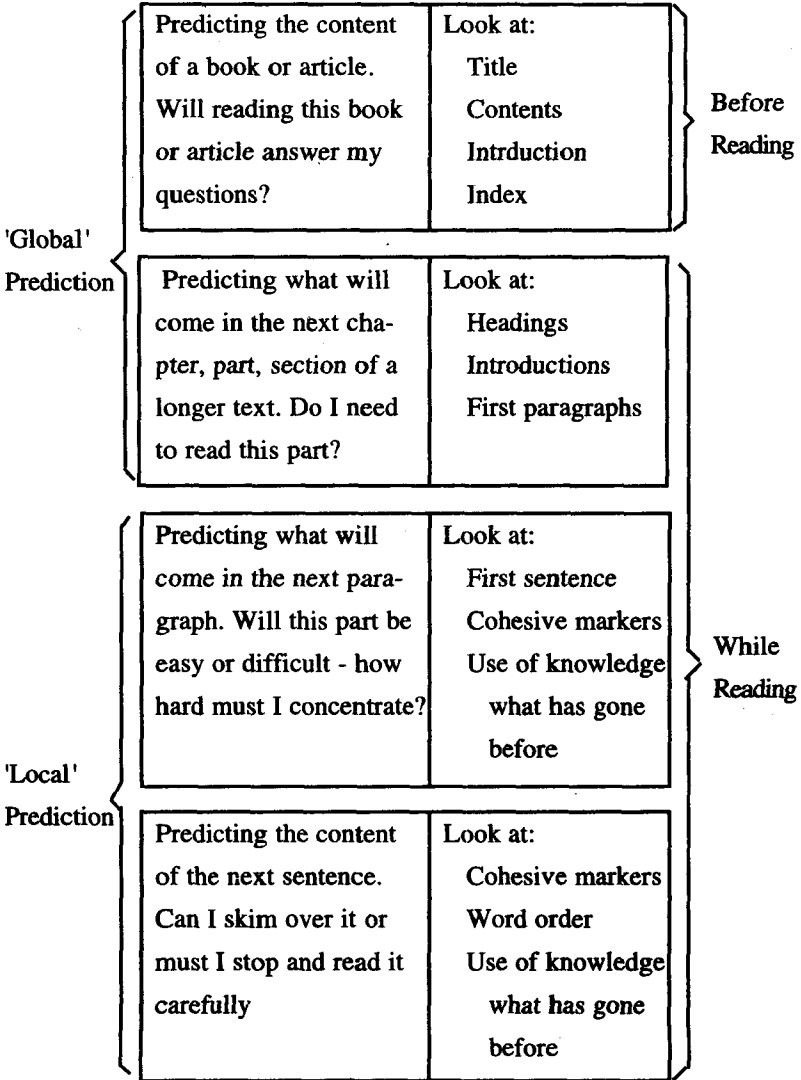 'Global'
Prediction
Predicting the content
of a book or article.
Will reading this book
or article answer my
questions?
Look at:
Title
Contents
Intrduction
Index
Before
Reading
Predicting what will
come in the next cha-
pter, part, section of a
longer text. Do I need
to read this part?
Look at:
Headings
Introductions
First paragraphs
'Local'
Prediction
Predicting what will
come in the next para-
graph. Will this part be
easy or difficult - how
hard must I concentrate?
Look at:
First sentence
Cohesive markers
Use of knowledge
what has gone
before
While
Reading
Predicting the content
of the next sentence.
Can I skim over it or
must I stop and read it
carefully
Look at:
Cohesive markers
Word order
Use of knowledge
what has gone
before